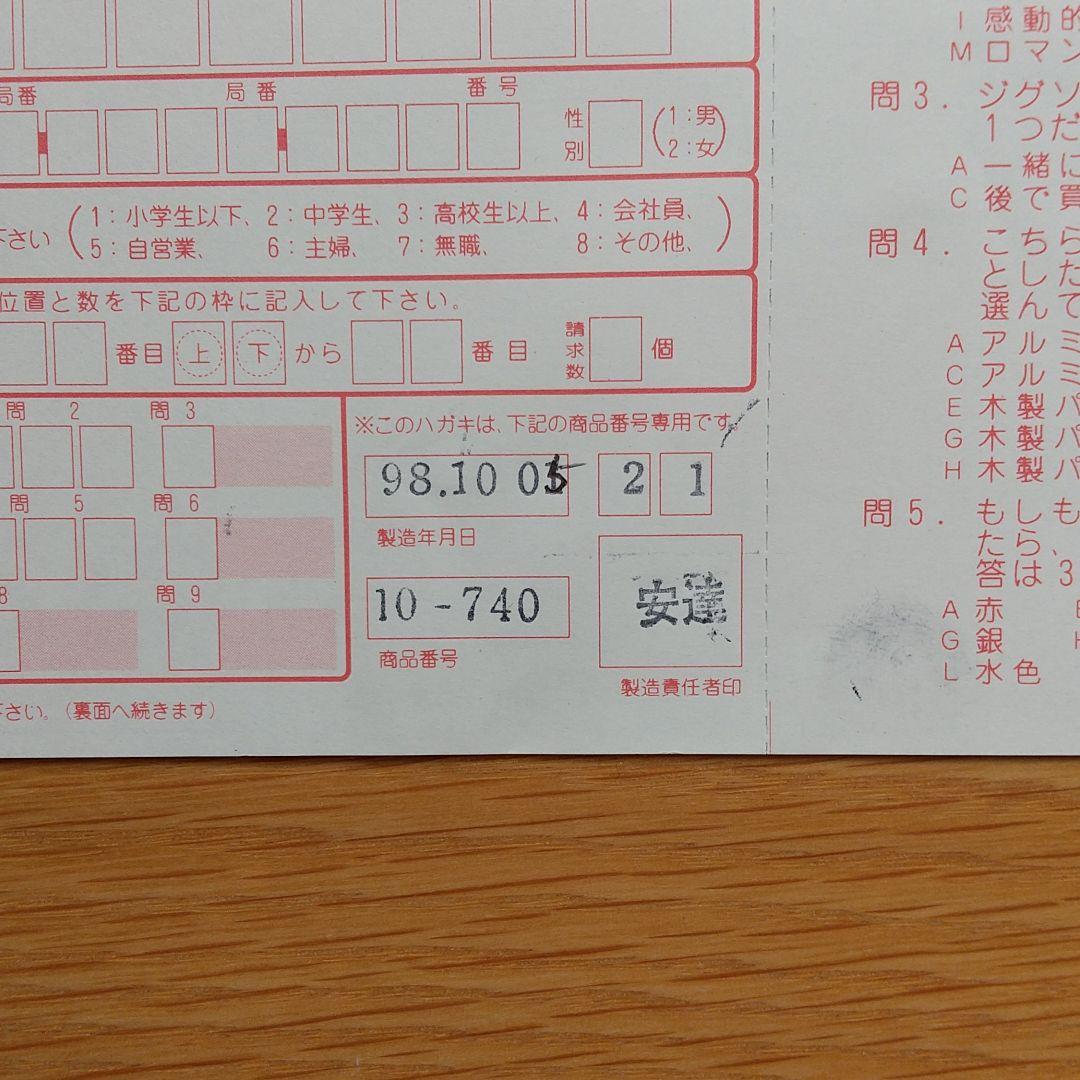 局番 局番 番号
性別 (1:男 2:女)
下さい (1:小学生以下、2:中学生、3:高校生以上、4:会社員、
5:自営業、 6:主婦、 7:無職、 8:その他、)
位置と数を下記の枠に記入して下さい。
番目 上 下 から 番目 請求数 個
問2 問3
問5 問6
8 問9
※このハガキは、下記の商品番号専用です。
98.10 05 2 1
製造年月日
10-740 安達
商品番号
製造責任者印
下さい。(裏面へ続きます)
I 感動的
M ロマン
問3. ジグソ
1つだ
A 一緒に
C 後で買
問4. こちら
とした
選んで
A アルミ
C アルミ
E 木製パ
G 木製パ
H 木製パ
問5. もしも
たら、
答は3
A 赤
G 銀
L 水色